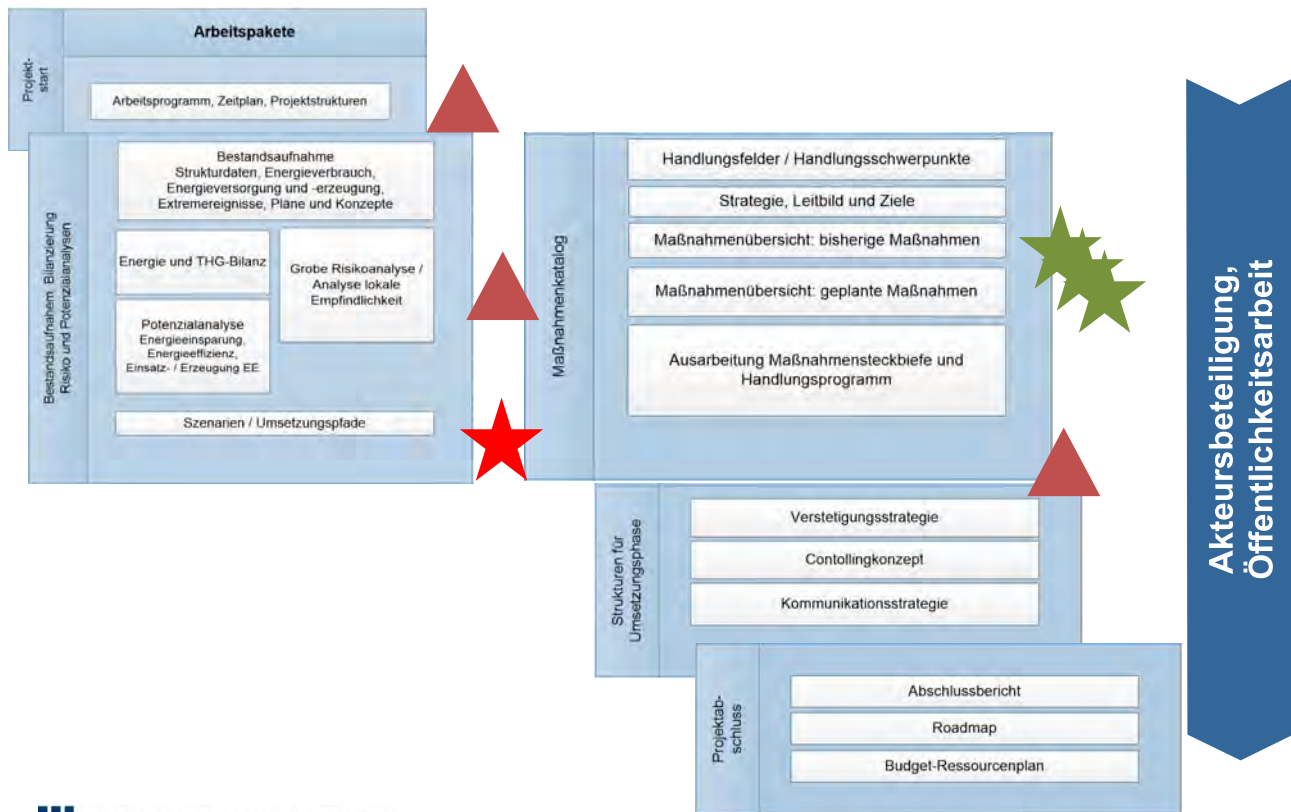 Arbeitspakete
Projekt-
start
Arbeitsprogramm, Zeitplan, Projektstrukturen
Bestandsaufnahem, Bilanzierung
Risiko und Potenzialanalysen
Bestandsaufnahme
Strukturdaten, Energieverbrauch,
Energieversorgung und -erzeugung,
Extremereignisse, Pläne und Konzepte
Energie und THG-Bilanz
Grobe Risikoanalyse /
Analyse lokale
Empfindlichkeit
Potenzialanalyse
Energieeinsparung,
Energieeffizienz,
Einsatz- / Erzeugung EE
Szenarien / Umsetzungspfade
Maßnahmenkatalog
Handlungsfelder / Handlungsschwerpunkte
Strategie, Leitbild und Ziele
Maßnahmenübersicht: bisherige Maßnahmen
Maßnahmenübersicht: geplante Maßnahmen
Ausarbeitung Maßnahmensteckbiefe und
Handlungsprogramm
Strukturen für
Umsetzungsphase
Verstetigungsstrategie
Contollingkonzept
Kommunikationsstrategie
Projektab-
schluss
Abschlussbericht
Roadmap
Budget-Ressourcenplan
Akteursbeteiligung,
Öffentlichkeitsarbeit